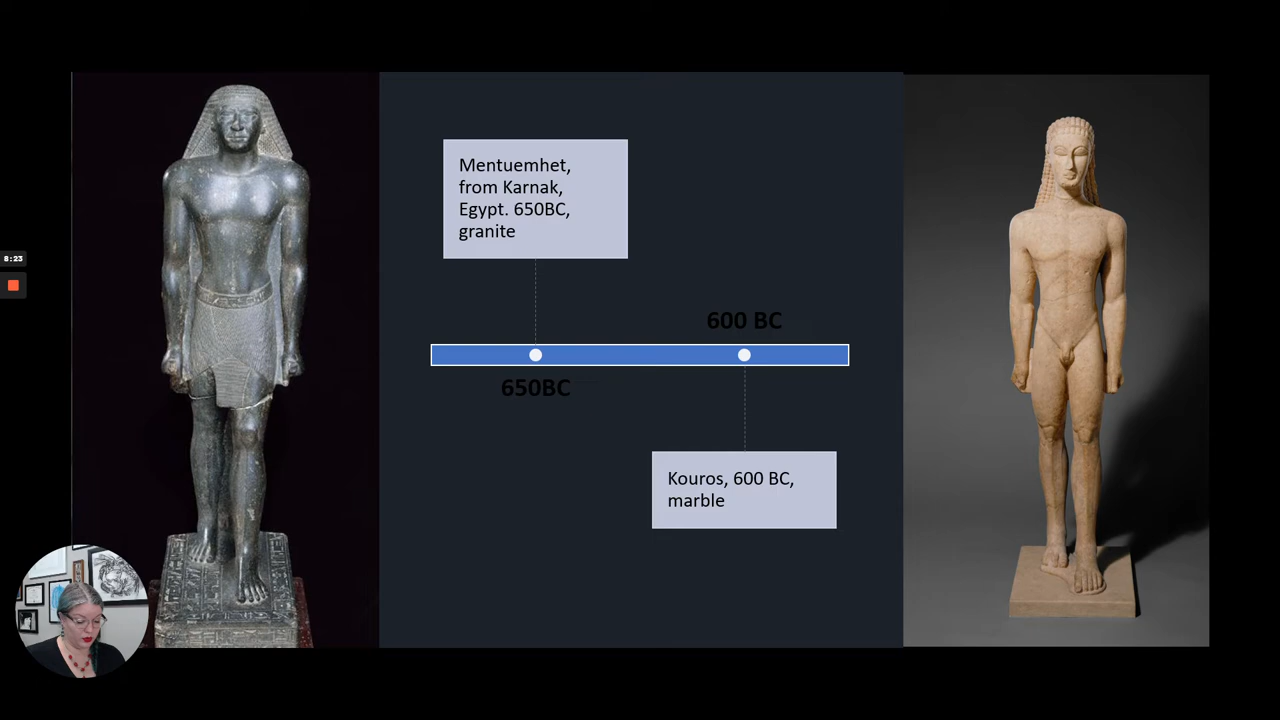 Mentuemhet,
from Karnak,
Egypt. 650BC,
granite
600 BC
8:23
650BC
Kouros, 600 BC,
marble